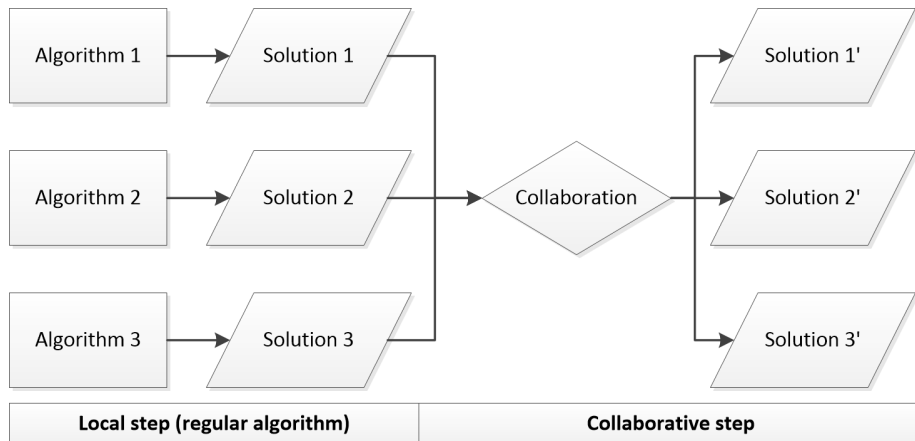 Algorithm 1
Solution 1
Solution 1'
Algorithm 2
Solution 2
Collaboration
Solution 2'
Algorithm 3
Solution 3
Solution 3'
Local step (regular algorithm)
Collaborative step